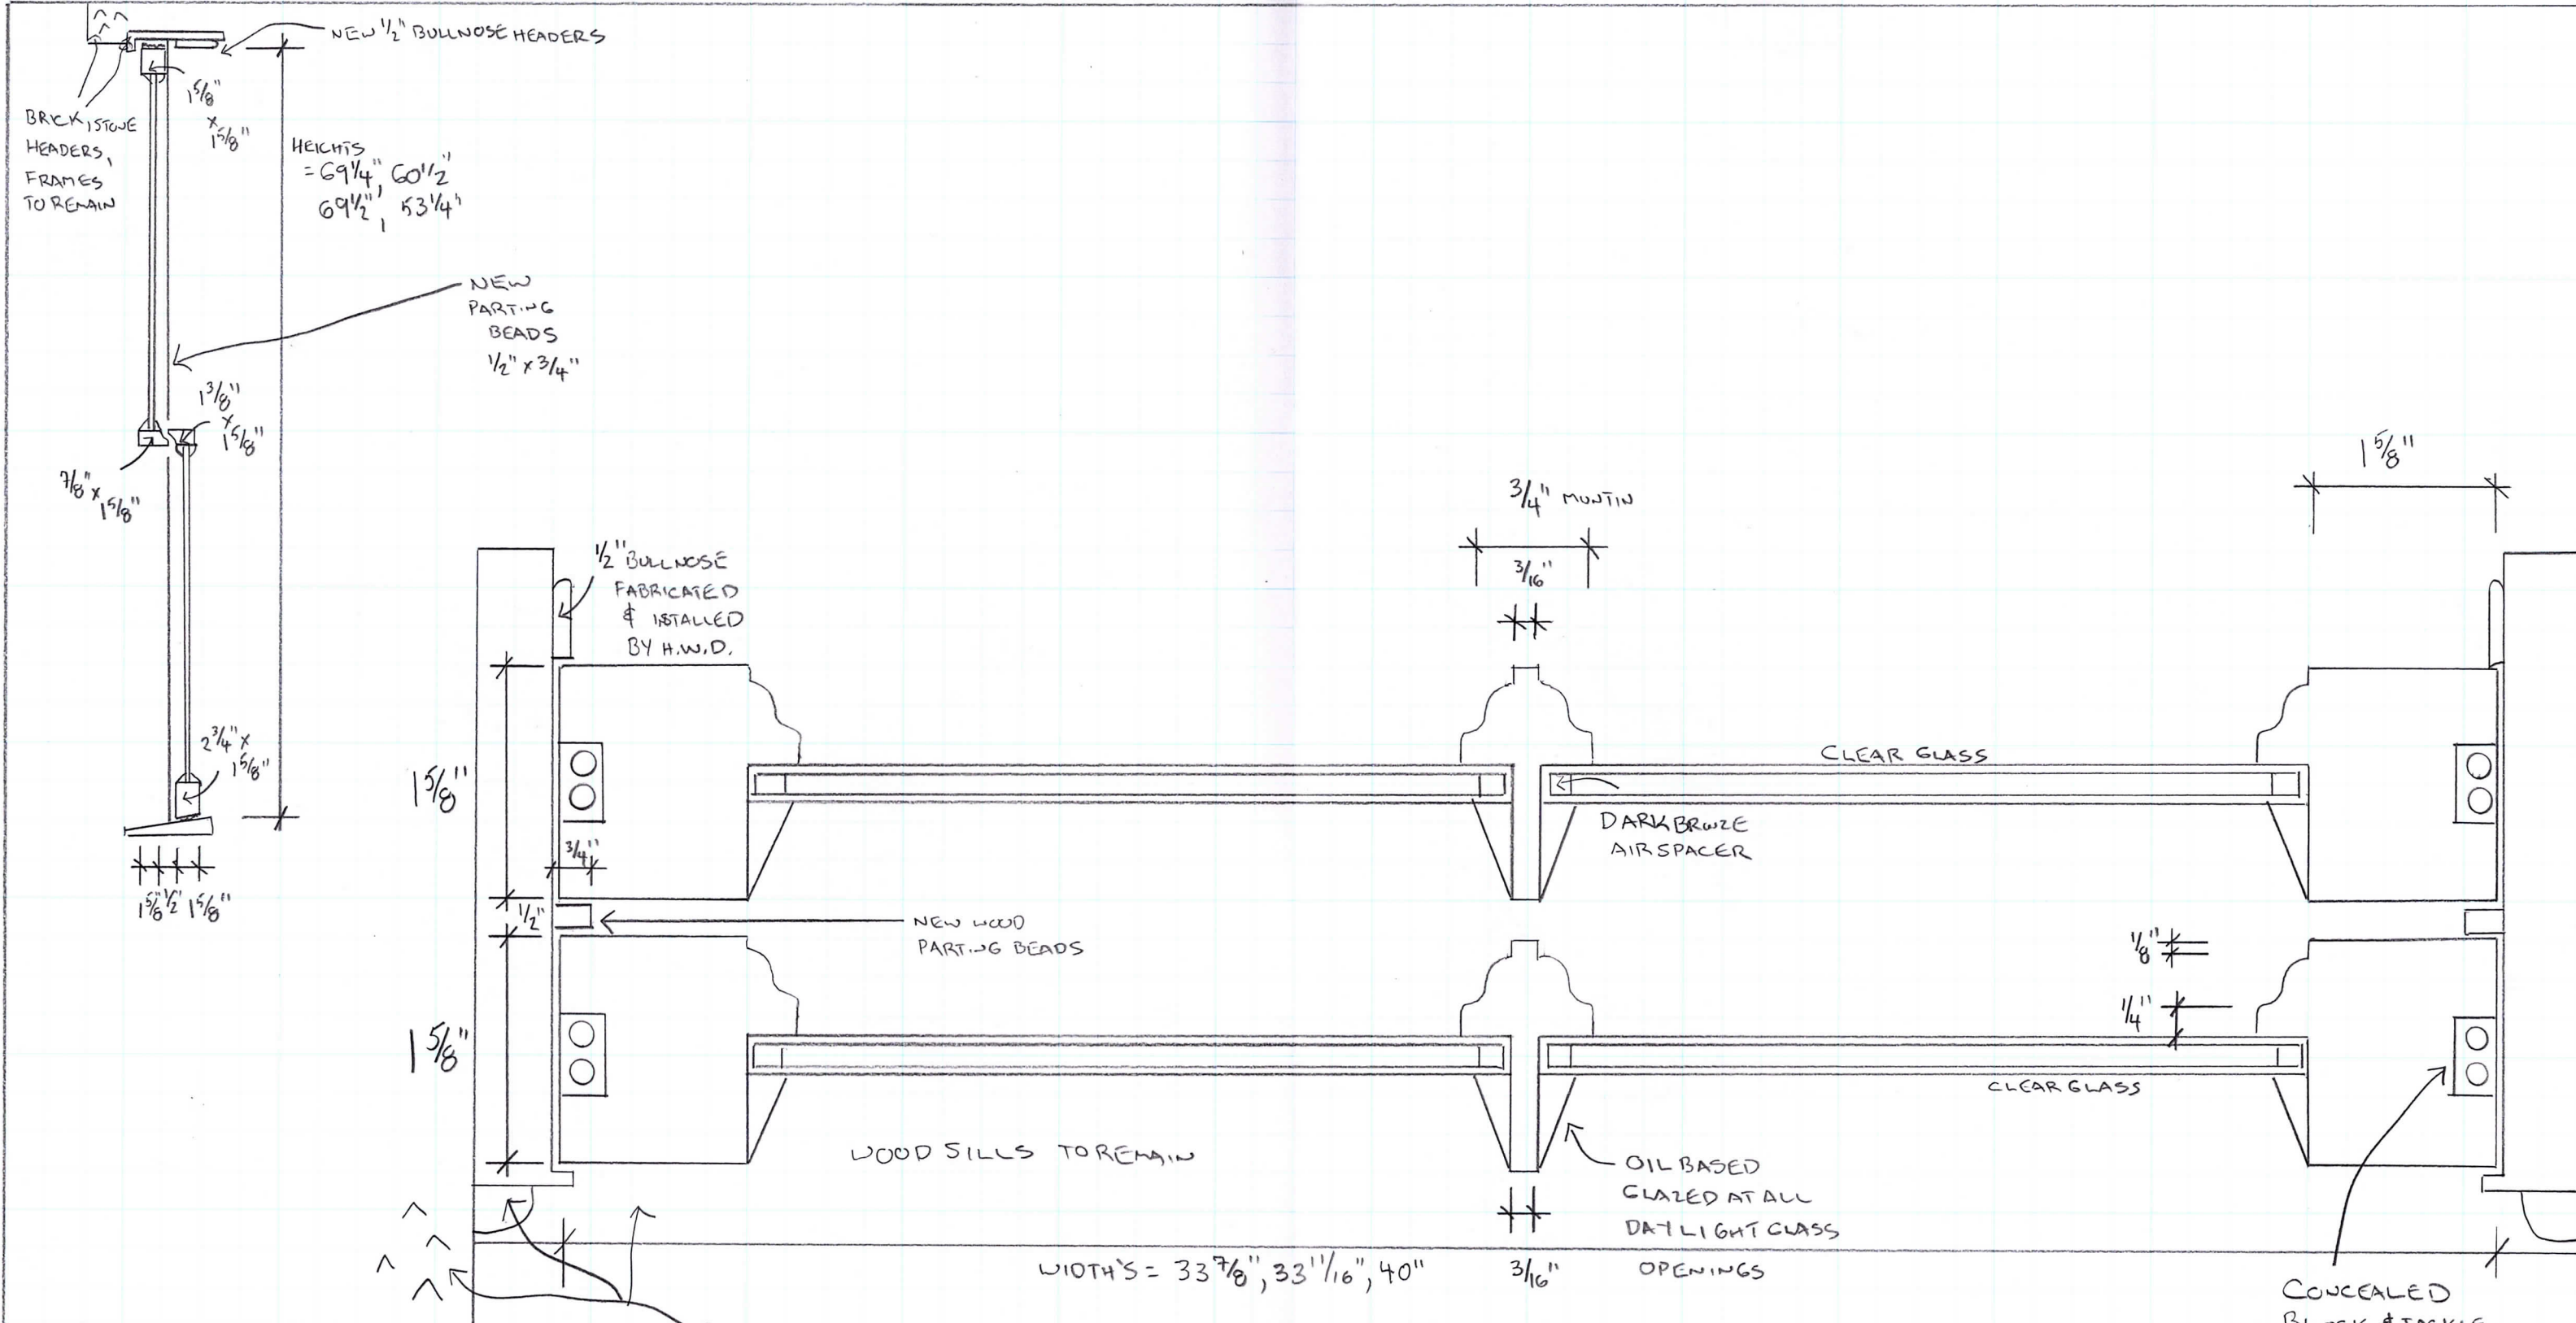 NEW 1/2" BULLNOSE HEADERS
1 5/8"
x
1 5/8"
BRICK, STONE
HEADERS,
FRAMES
TO REMAIN
HEIGHTS
= 69 1/4", 60 1/2"
69 1/2", 53 1/4"
NEW
PARTING
BEADS
1/2" x 3/4"
1 3/8"
x
1 5/8"
7/8" x
1 5/8"
2 3/4" x
1 5/8"
1 5/8" 1/2" 1 5/8"
1/2" BULLNOSE
FABRICATED
& ISTALLED
BY H.W.D.
3/4" MUNTIN
3/16"
1 5/8"
1 5/8"
3/4"
1/2"
NEW WOOD
PARTING BEADS
CLEAR GLASS
DARK BRONZE
AIR SPACER
1/8"
1/4"
1 5/8"
CLEAR GLASS
WOOD SILLS TO REMAIN
OIL BASED
GLAZED AT ALL
DAYLIGHT GLASS
WIDTH'S = 33 7/8", 33 11/16", 40"
3/16"
OPENINGS
CONCEALED